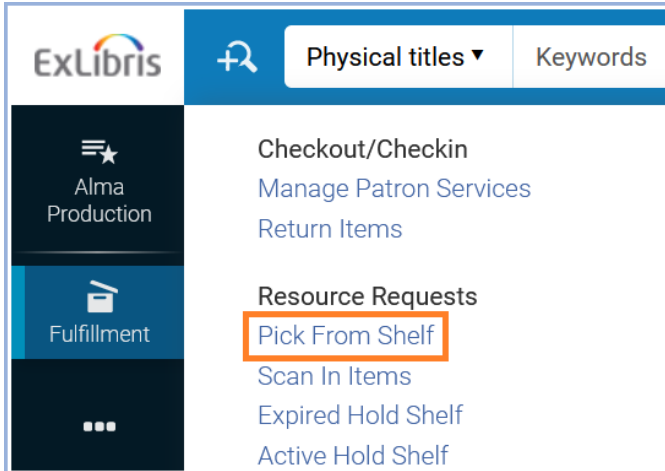 ExLibris
Physical titles ▼ Keywords
Alma
Production
Fulfillment
Checkout/Checkin
Manage Patron Services
Return Items
Resource Requests
Pick From Shelf
Scan In Items
Expired Hold Shelf
Active Hold Shelf